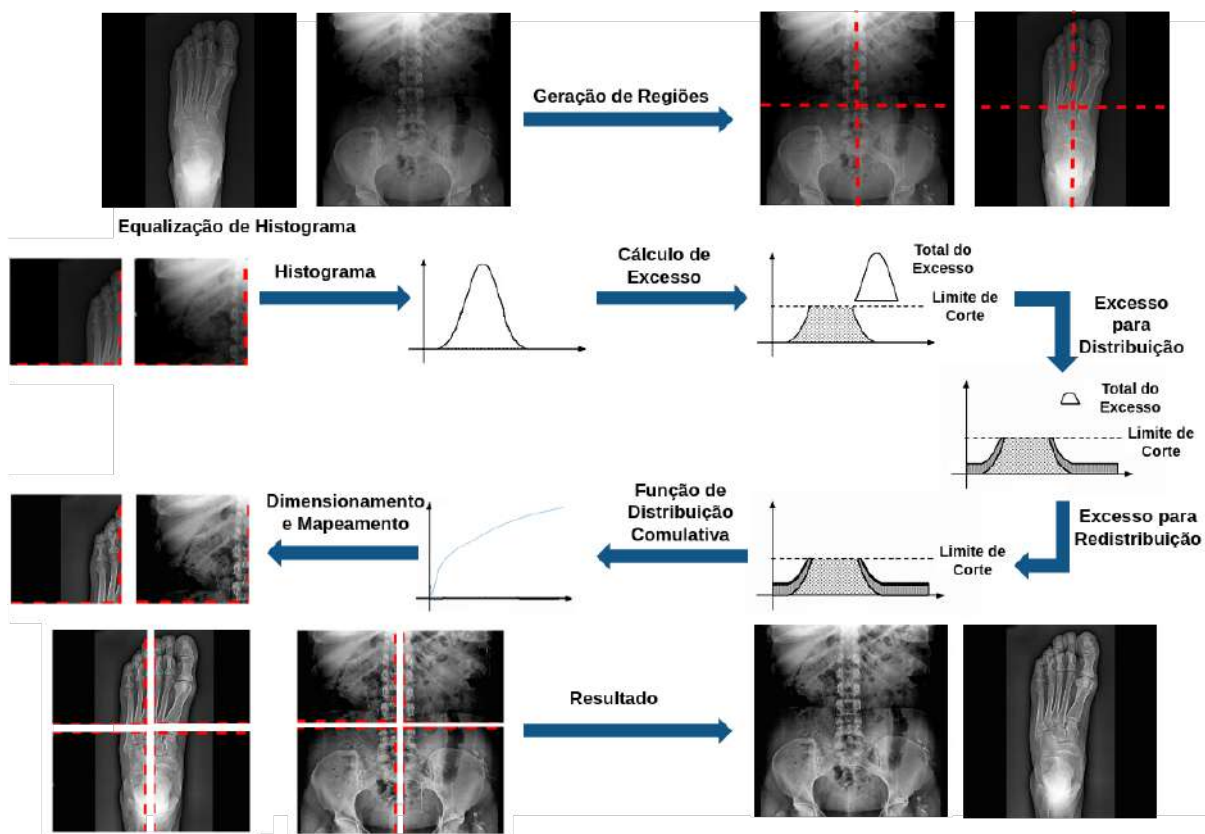 Geração de Regiões
Equalização de Histograma
Histograma
Cálculo de
Excesso
Total do
Excesso
Limite de
Corte
Excesso
para
Distribuição
Total do
Excesso
Limite de
Corte
Dimensionamento
e Mapeamento
Função de
Distribuição
Comulativa
Limite de
Corte
Excesso para
Redistribuição
Resultado